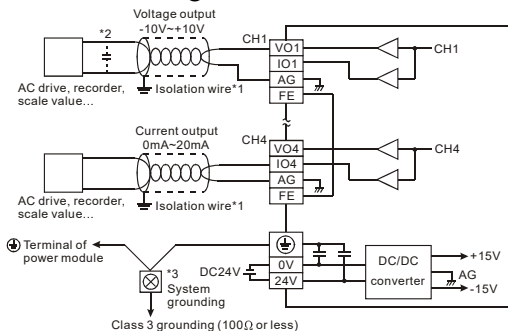 Voltage output
-10V~+10V
*2
CH1
VO1
IO1
AG
FE
CH1
AC drive, recorder,
scale value...
Isolation wire*1
Current output
0mA~20mA
CH4
VO4
IO4
AG
FE
CH4
AC drive, recorder,
scale value...
Isolation wire*1
Terminal of
power module
*3
System
grounding
DC24V
0V
24V
DC/DC
converter
+15V
AG
-15V
Class 3 grounding (100Ω or less)